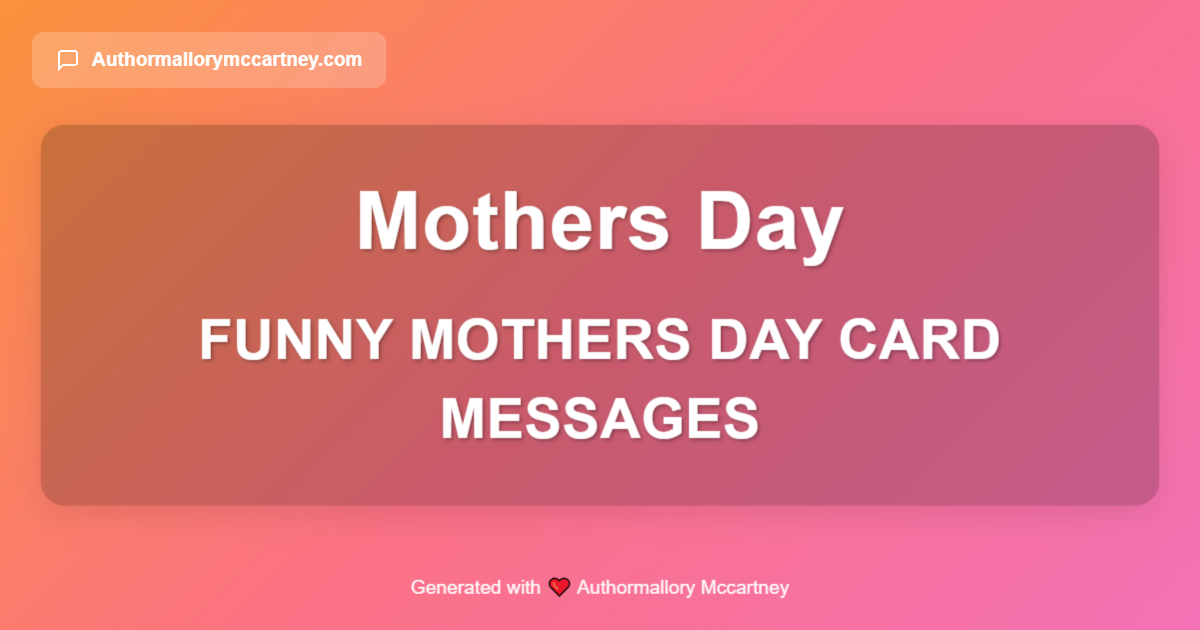 Authormallorymccartney.com
Mothers Day
FUNNY MOTHERS DAY CARD
MESSAGES
Generated with ❤️ Authormallory Mccartney